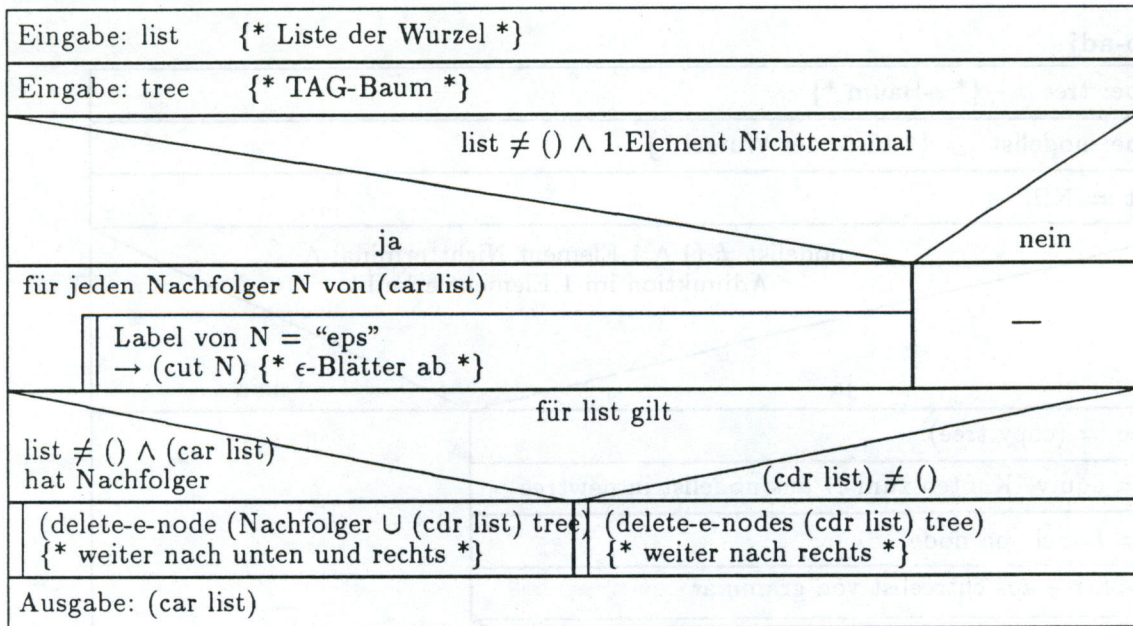 Eingabe: list {* Liste der Wurzel *}
Eingabe: tree {* TAG-Baum *}
list ≠ () ∧ 1.Element Nichtterminal
ja
nein
für jeden Nachfolger N von (car list)
Label von N = “eps”
→ (cut N) {* ϵ-Blätter ab *}
—
für list gilt
list ≠ () ∧ (car list)
hat Nachfolger
(cdr list) ≠ ()
(delete-e-node (Nachfolger ∪ (cdr list) tree)
{* weiter nach unten und rechts *}
(delete-e-nodes (cdr list) tree)
{* weiter nach rechts *}
Ausgabe: (car list)